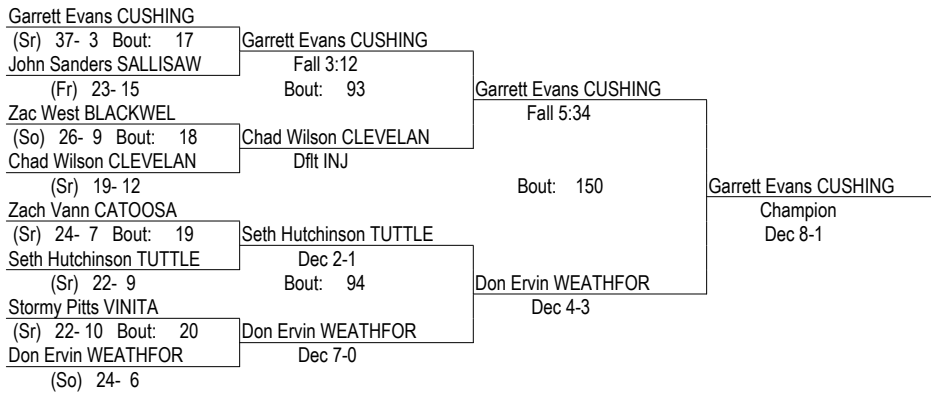 Garrett Evans CUSHING
(Sr) 37- 3 Bout: 17
Garrett Evans CUSHING
John Sanders SALLISAW
Fall 3:12
(Fr) 23- 15
Bout: 93
Garrett Evans CUSHING
Zac West BLACKWEL
Fall 5:34
(So) 26- 9 Bout: 18
Chad Wilson CLEVELAN
Chad Wilson CLEVELAN
Dflt INJ
(Sr) 19- 12
Bout: 150
Garrett Evans CUSHING
Zach Vann CATOOSA
Champion
(Sr) 24- 7 Bout: 19
Seth Hutchinson TUTTLE
Dec 8-1
Seth Hutchinson TUTTLE
Dec 2-1
(Sr) 22- 9
Bout: 94
Don Ervin WEATHFOR
Stormy Pitts VINITA
Dec 4-3
(Sr) 22- 10 Bout: 20
Don Ervin WEATHFOR
Don Ervin WEATHFOR
Dec 7-0
(So) 24- 6